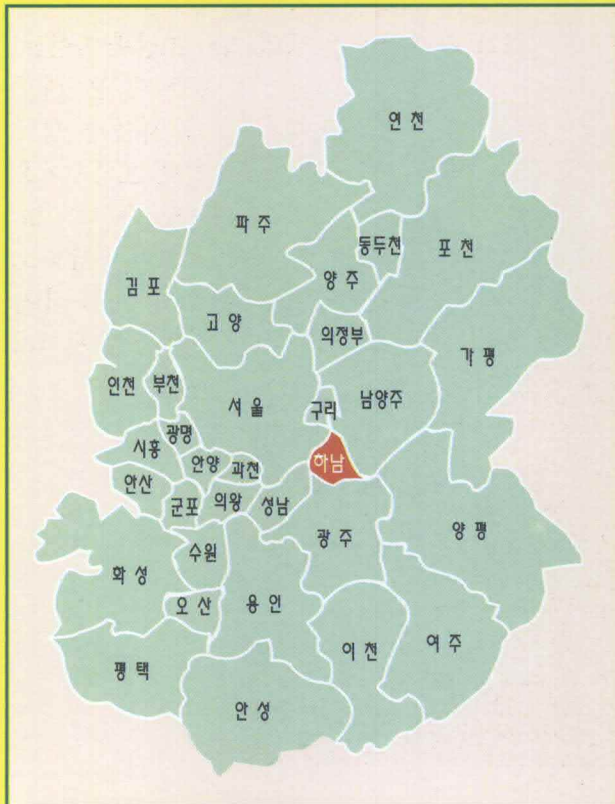 연천
파주
동두천
포천
양주
김포
고양
의정부
가평
인천
부천
서울
구리
남양주
광명
시흥
안양
과천
하남
안산
군포
의왕
성남
광주
양평
수원
화성
오산
용인
이천
여주
평택
안성